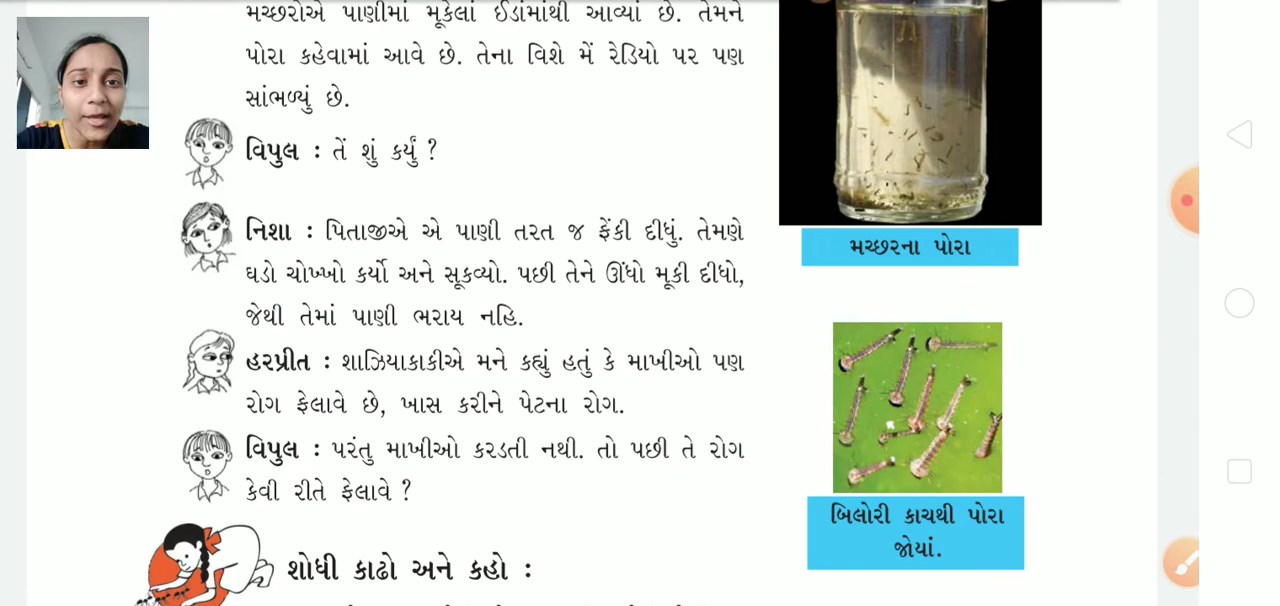 મચ્છરોએ પાણીમાં મૂકેલાં ઈંડાંમાંથી આવ્યાં છે. તેમને
પોરા કહેવામાં આવે છે. તેના વિશે મેં રેડિયો પર પણ
સાંભળ્યું છે.
વિપુલ : તેં શું કર્યું ?
નિશા : પિતાજીએ એ પાણી તરત જ ફેંકી દીધું. તેમણે
ઘડો ચોખ્ખો કર્યો અને સૂકવ્યો. પછી તેને ઊંધો મૂકી દીધો,
જેથી તેમાં પાણી ભરાય નહિ.
હરપ્રીત : શાઝિયાકાકીએ મને કહ્યું હતું કે માખીઓ પણ
રોગ ફેલાવે છે, ખાસ કરીને પેટના રોગ.
વિપુલ : પરંતુ માખીઓ કરડતી નથી. તો પછી તે રોગ
કેવી રીતે ફેલાવે ?
શોધી કાઢો અને કહો :
મચ્છરના પોરા
બિલોરી કાચથી પોરા
જોયાં.